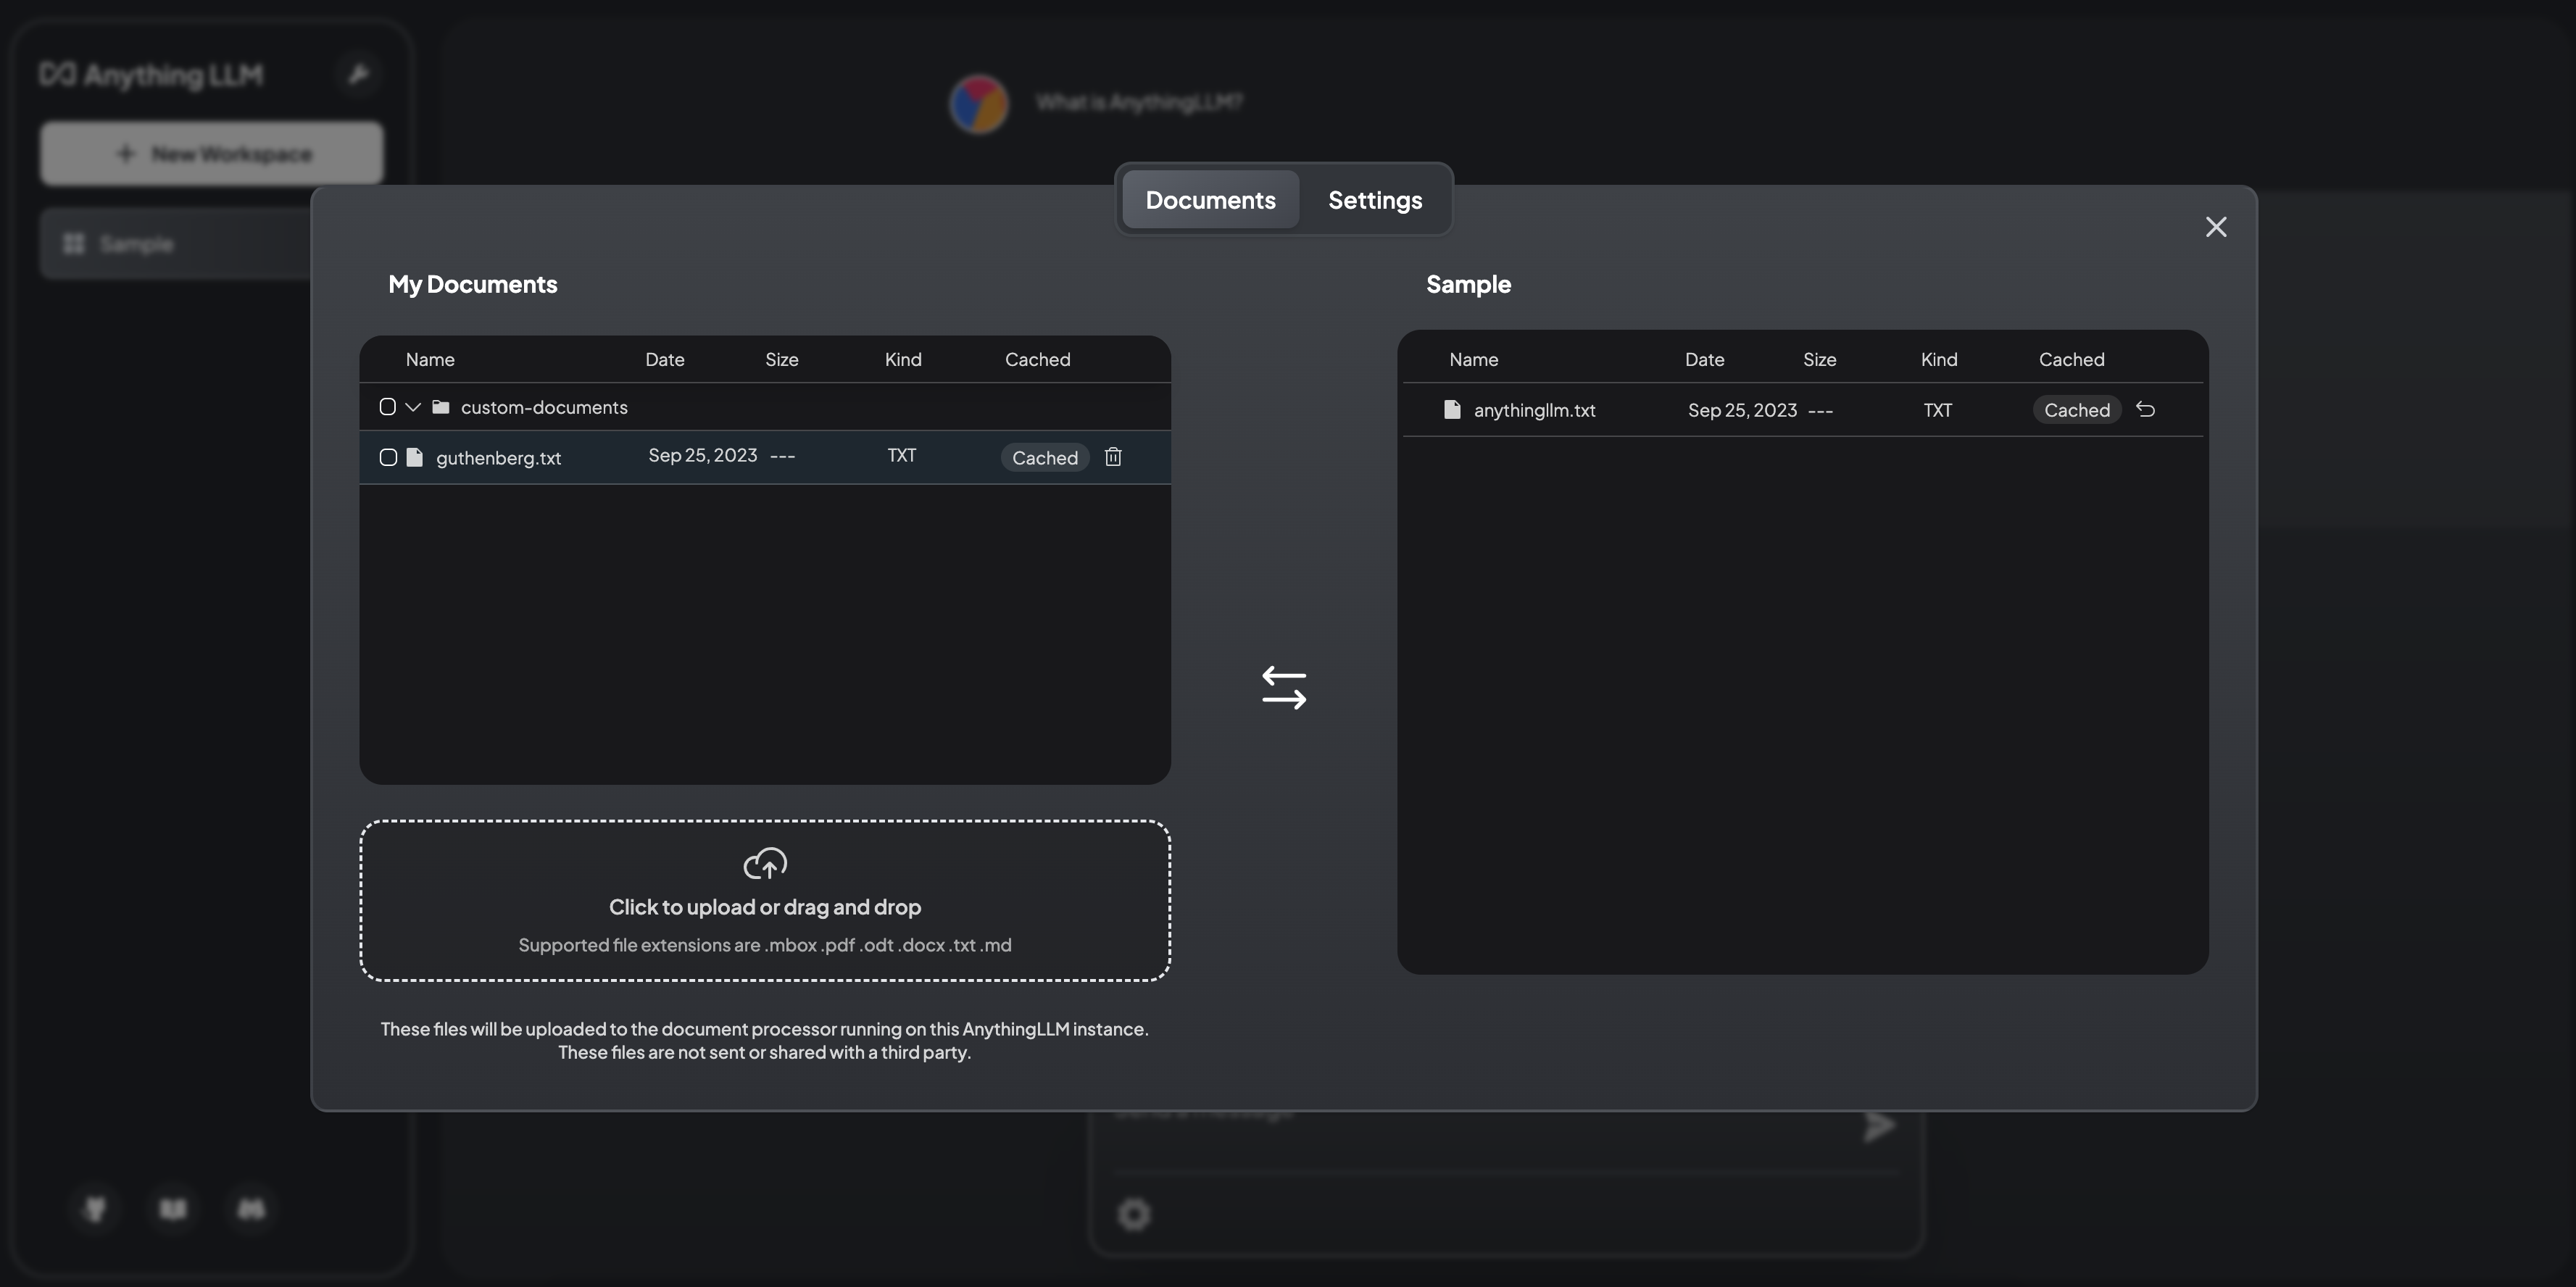 Anything LLM
What is AnythingLLM?
New Workspace
Sample
Documents Settings
My Documents
Name Date Size Kind Cached
custom-documents
guthenberg.txt Sep 25, 2023 --- TXT Cached
Click to upload or drag and drop
Supported file extensions are .mbox .pdf .odt .docx .txt .md
These files will be uploaded to the document processor running on this AnythingLLM instance.
These files are not sent or shared with a third party.
Sample
Name Date Size Kind Cached
anythingllm.txt Sep 25, 2023 --- TXT Cached